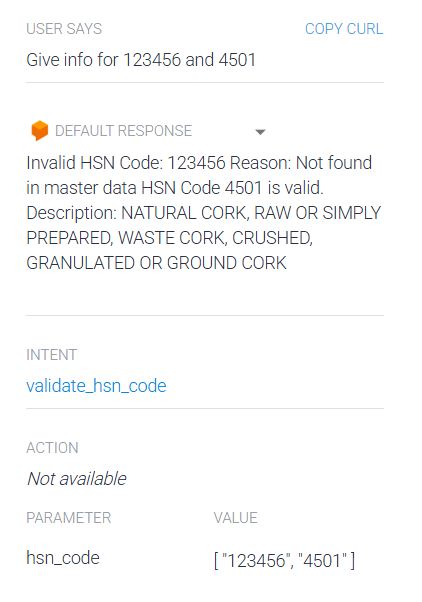 USER SAYS COPY CURL
Give info for 123456 and 4501
DEFAULT RESPONSE
Invalid HSN Code: 123456 Reason: Not found
in master data HSN Code 4501 is valid.
Description: NATURAL CORK, RAW OR SIMPLY
PREPARED, WASTE CORK, CRUSHED,
GRANULATED OR GROUND CORK
INTENT
validate_hsn_code
ACTION
Not available
PARAMETER VALUE
hsn_code [ "123456", "4501" ]